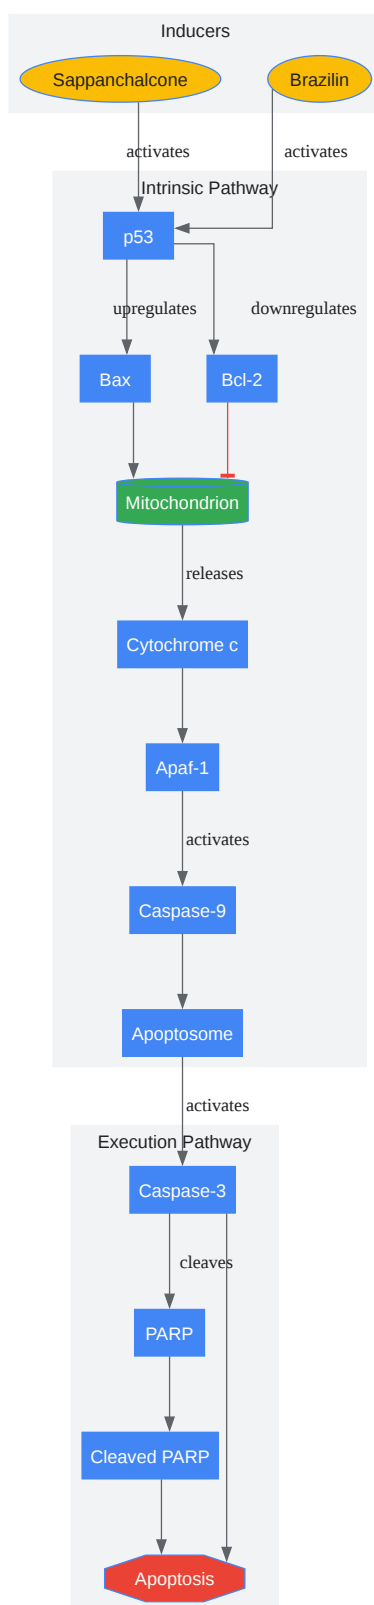 Inducers
Sappanchalcone
Brazilin
activates
activates
Intrinsic Pathway
p53
upregulates
downregulates
Bax
Bcl-2
Mitochondrion
releases
Cytochrome c
Apaf-1
activates
Caspase-9
Apoptosome
activates
Execution Pathway
Caspase-3
cleaves
PARP
Cleaved PARP
Apoptosis